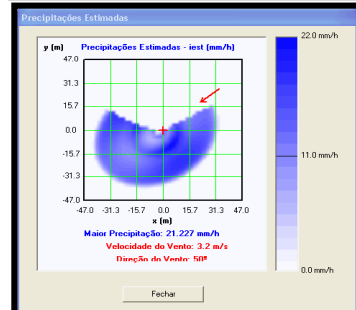 Precipitações Estimadas
y (m) Precipitações Estimadas - iest (mm/h)
22.0 mm/h
47.0
31.3
15.7
0.0
-15.7
-31.3
-47.0
11.0 mm/h
-47.0 -31.3 -15.7 0.0 15.7 31.3 47.0
x (m)
Maior Precipitação: 21.227 mm/h
Velocidade do Vento: 3.2 m/s
Direção do Vento: 50º
0.0 mm/h
Fechar